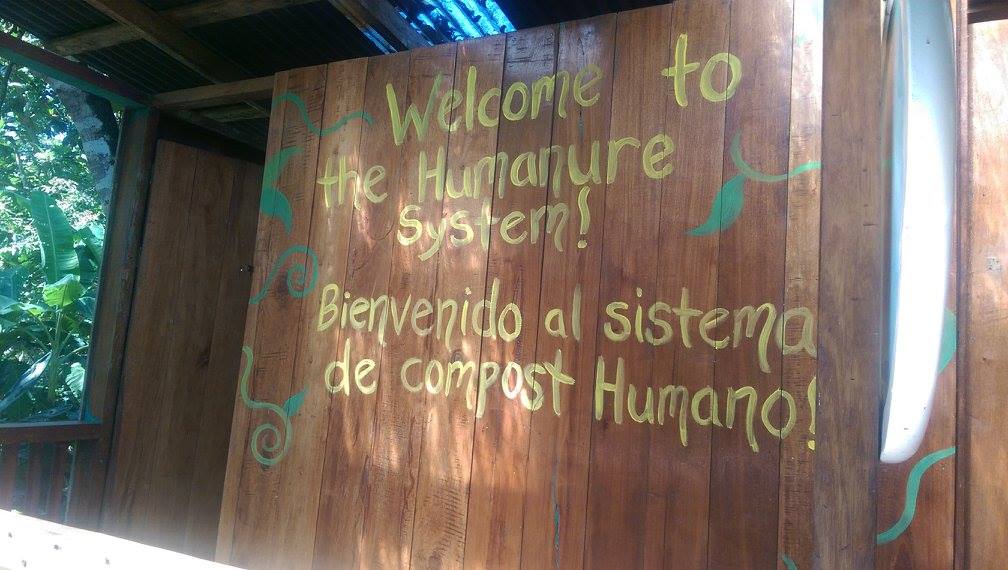 Welcome to
the Humanure
system!
Bienvenido al sistema
de compost Humano!